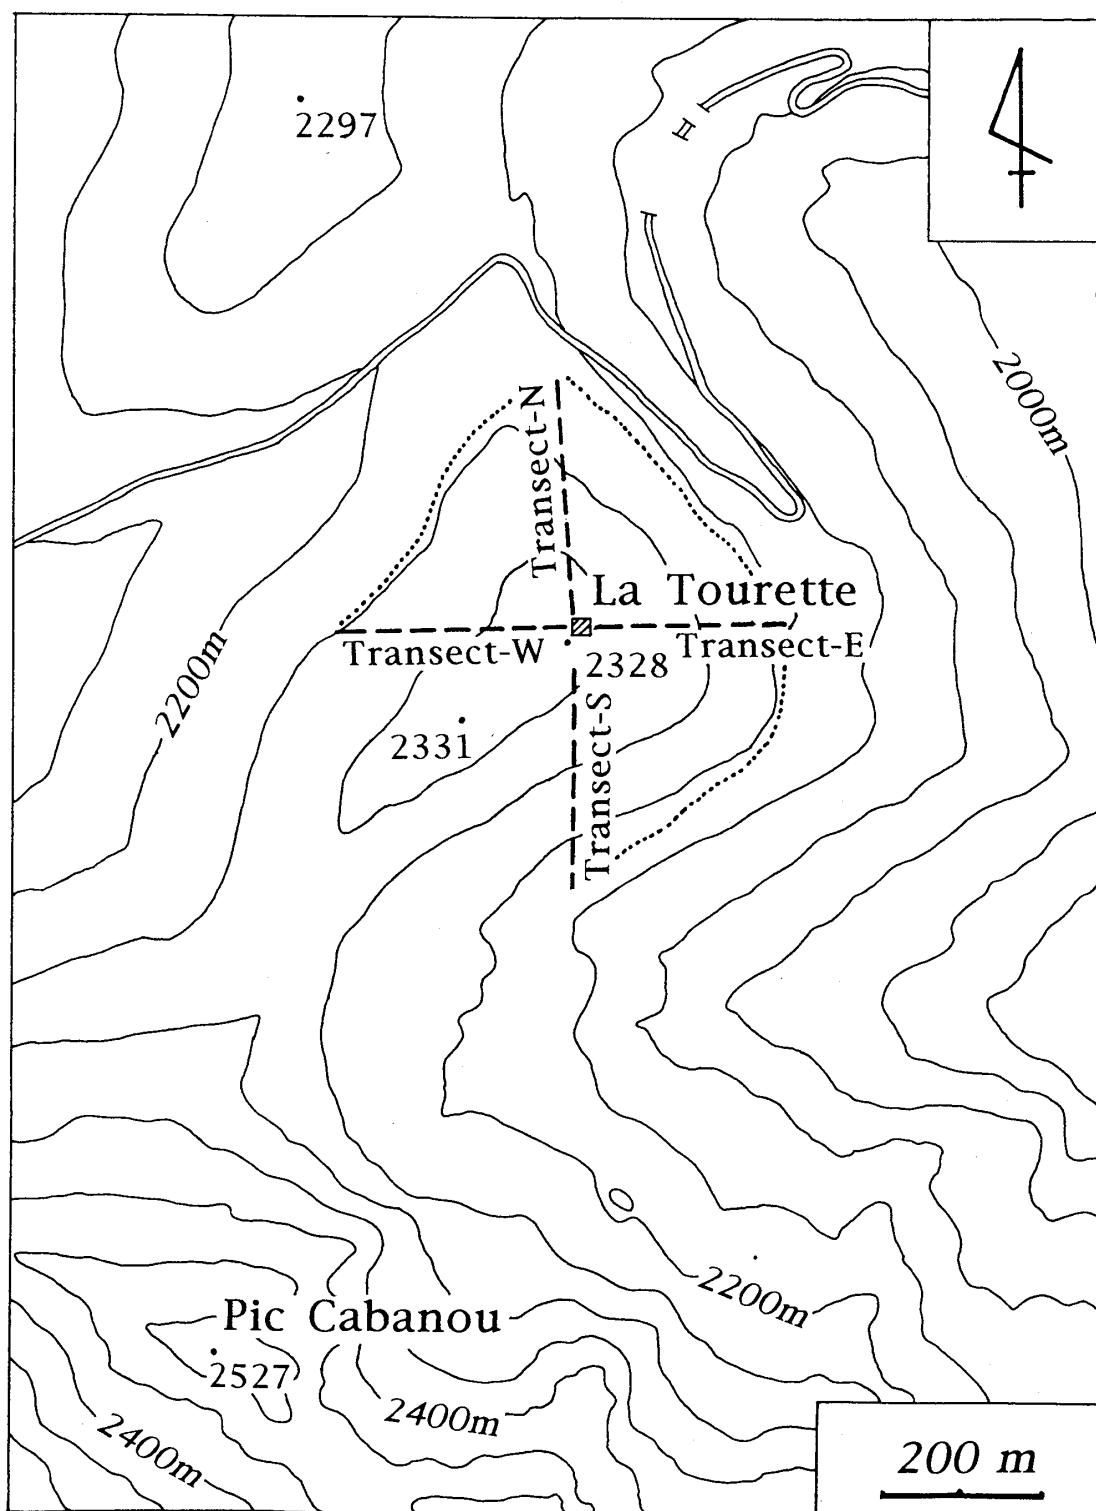 2297
2000m
Transect-N
La Tourette
Transect-W
Transect-E
2328
2200m
Transect-S
2331
2200m
Pic Cabanou
2527
2400m
2400m
200 m